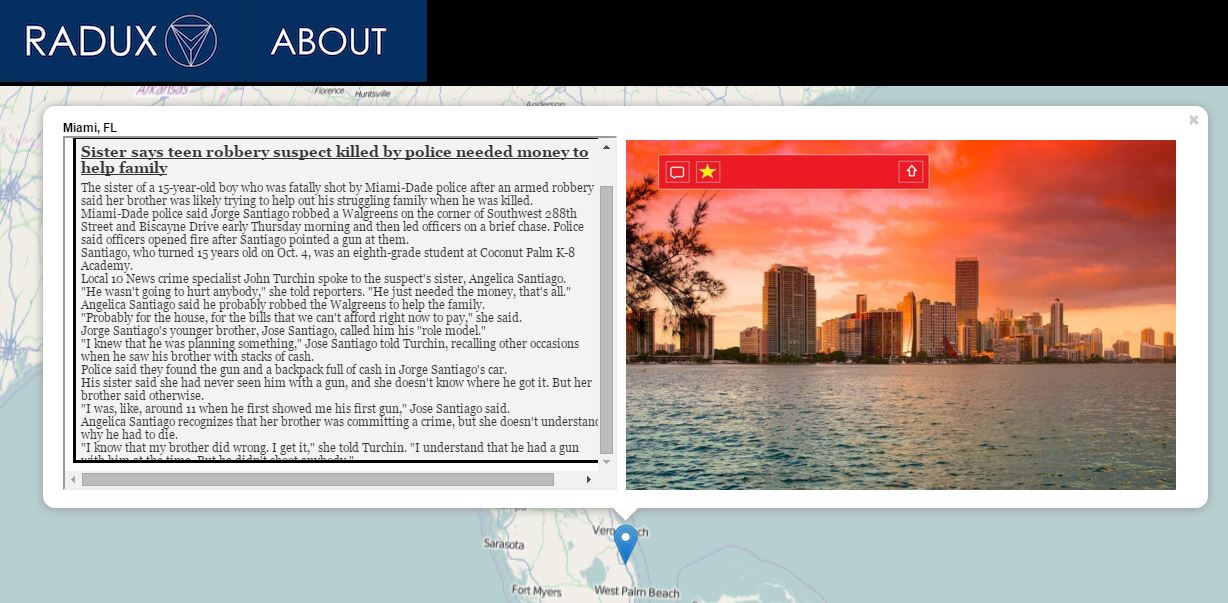 RADUX ABOUT
Arkansas
Florence Huntsville
Anderson
Miami, FL
Sister says teen robbery suspect killed by police needed money to
help family
The sister of a 15-year-old boy who was fatally shot by Miami-Dade police after an armed robbery
said her brother was likely trying to help out his struggling family when he was killed.
Miami-Dade police said Jorge Santiago robbed a Walgreens on the corner of Southwest 288th
Street and Biscayne Drive early Thursday morning and then led officers on a brief chase. Police
said officers opened fire after Santiago pointed a gun at them.
Santiago, who turned 15 years old on Oct. 4, was an eighth-grade student at Coconut Palm K-8
Academy.
Local 10 News crime specialist John Turchin spoke to the suspect's sister, Angelica Santiago.
"He wasn't going to hurt anybody," she told reporters. "He just needed the money, that's all."
Angelica Santiago said he probably robbed the Walgreens to help the family.
"Probably for the house, for the bills that we can't afford right now to pay," she said.
Jorge Santiago's younger brother, Jose Santiago, called him his "role model."
"I knew that he was planning something," Jose Santiago told Turchin, recalling other occasions
when he saw his brother with stacks of cash.
Police said they found the gun and a backpack full of cash in Jorge Santiago's car.
His sister said she had never seen him with a gun, and she doesn't know where he got it. But her
brother said otherwise.
"I was, like, around 11 when he first showed me his first gun," Jose Santiago said.
Angelica Santiago recognizes that her brother was committing a crime, but she doesn't understand
why he had to die.
"I know that my brother did wrong. I get it," she told Turchin. "I understand that he had a gun
with him at the time. But he didn't shoot anybody."
Sarasota
Fort Myers
West Palm Beach